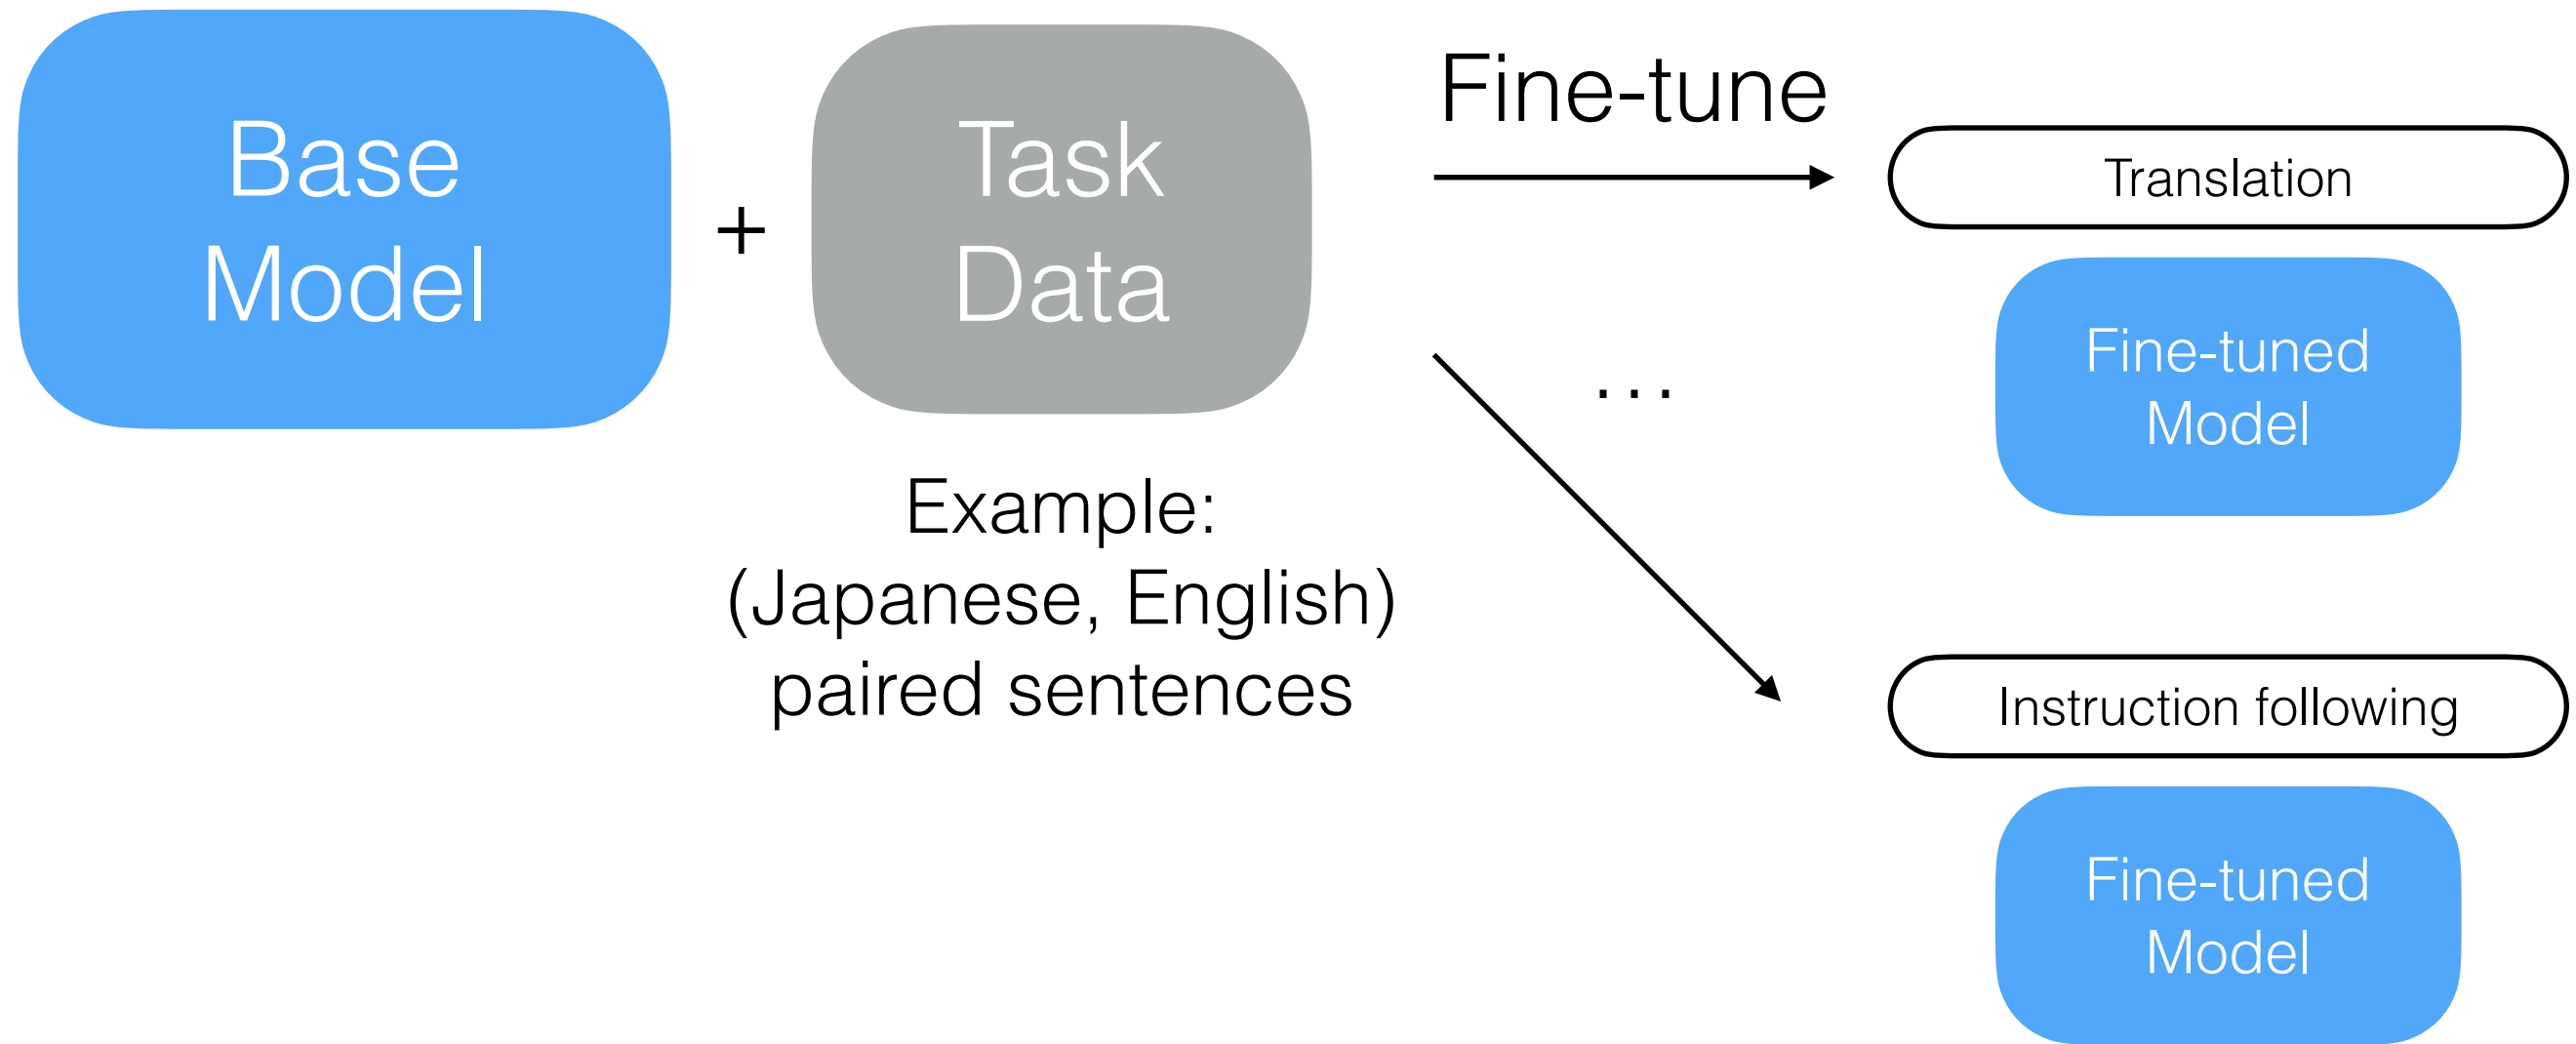 Base
Model
+
Task
Data
Example:
(Japanese, English)
paired sentences
Fine-tune
...
Translation
Fine-tuned
Model
Instruction following
Fine-tuned
Model